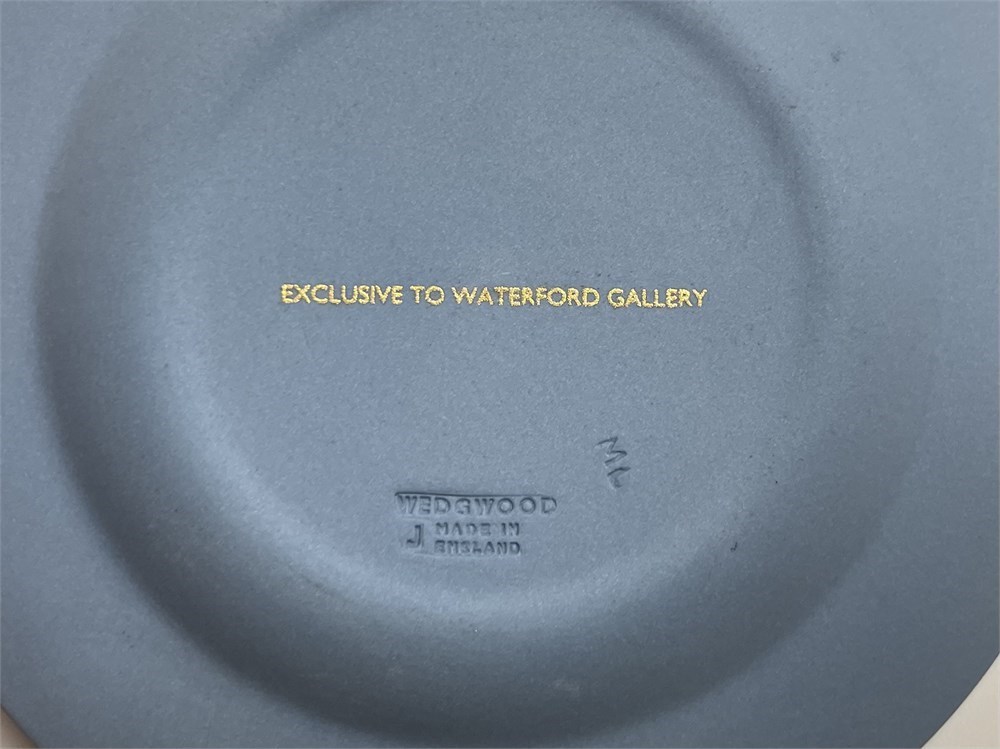 EXCLUSIVE TO WATERFORD GALLERY
WEDGWOOD
J MADE IN
ENGLAND